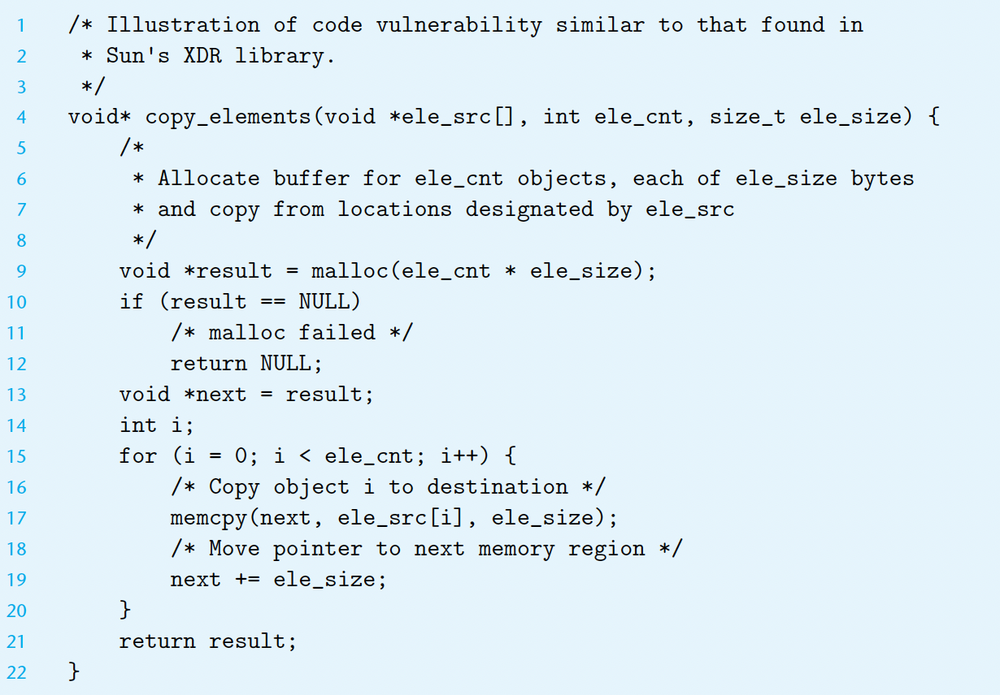 1 /* Illustration of code vulnerability similar to that found in
2  * Sun's XDR library.
3  */
4 void* copy_elements(void *ele_src[], int ele_cnt, size_t ele_size) {
5     /*
6      * Allocate buffer for ele_cnt objects, each of ele_size bytes
7      * and copy from locations designated by ele_src
8      */
9     void *result = malloc(ele_cnt * ele_size);
10     if (result == NULL)
11         /* malloc failed */
12         return NULL;
13     void *next = result;
14     int i;
15     for (i = 0; i < ele_cnt; i++) {
16         /* Copy object i to destination */
17         memcpy(next, ele_src[i], ele_size);
18         /* Move pointer to next memory region */
19         next += ele_size;
20     }
21     return result;
22 }